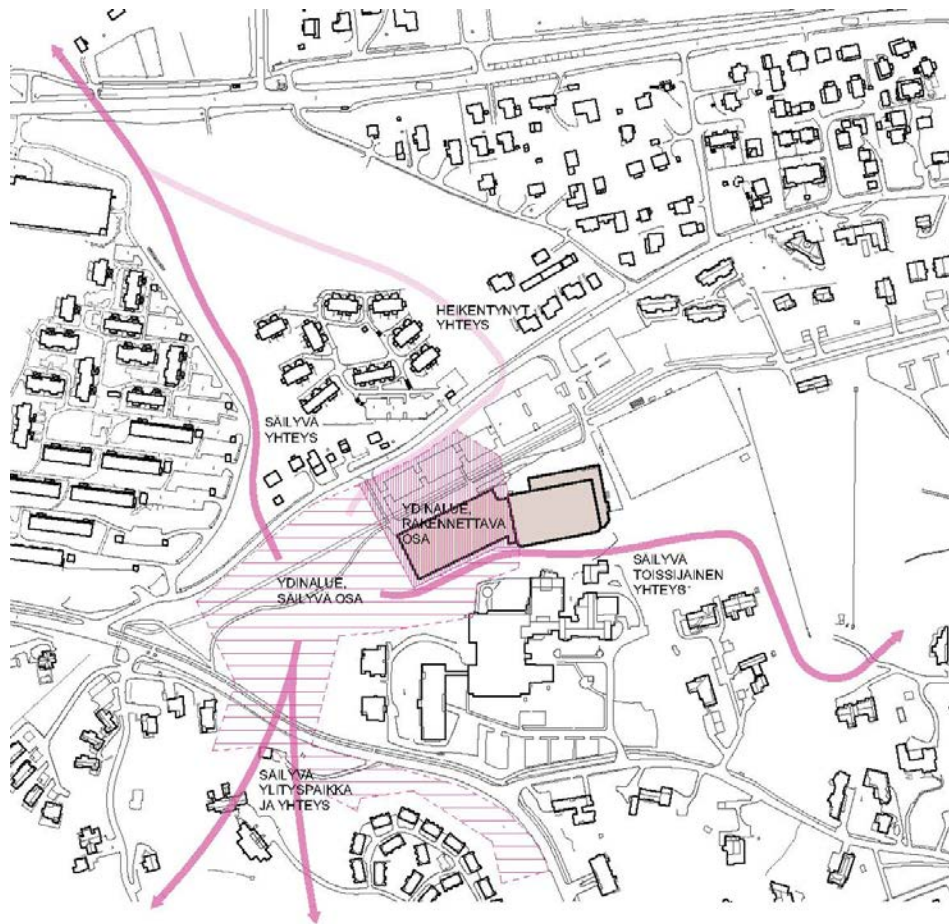 HEIKENTYNYT
YHTEYS
SÄILYVÄ
YHTEYS
YDINALUE,
RAKENNETTAVA
OSA
YDINALUE,
SÄILYVÄ OSA
SÄILYVÄ
TOISSIJAINEN
YHTEYS
SÄILYVÄ
YLITYSPAIKKA
JA YHTEYS